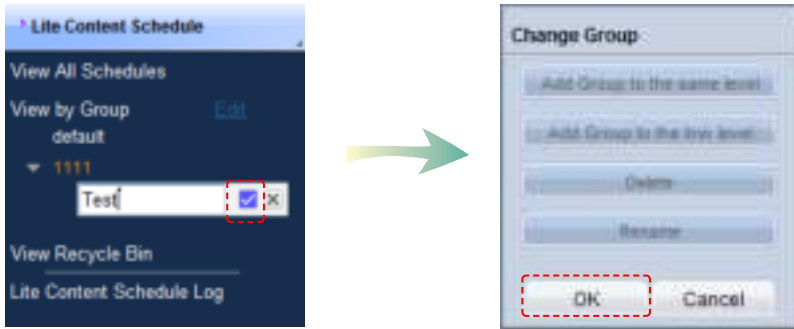 Lite Content Schedule
View All Schedules
View by Group Edit
default
1111
Test
View Recycle Bin
Lite Content Schedule Log
Change Group
Add Group to the same level
Add Group to the low level
Delete
Rename
OK Cancel